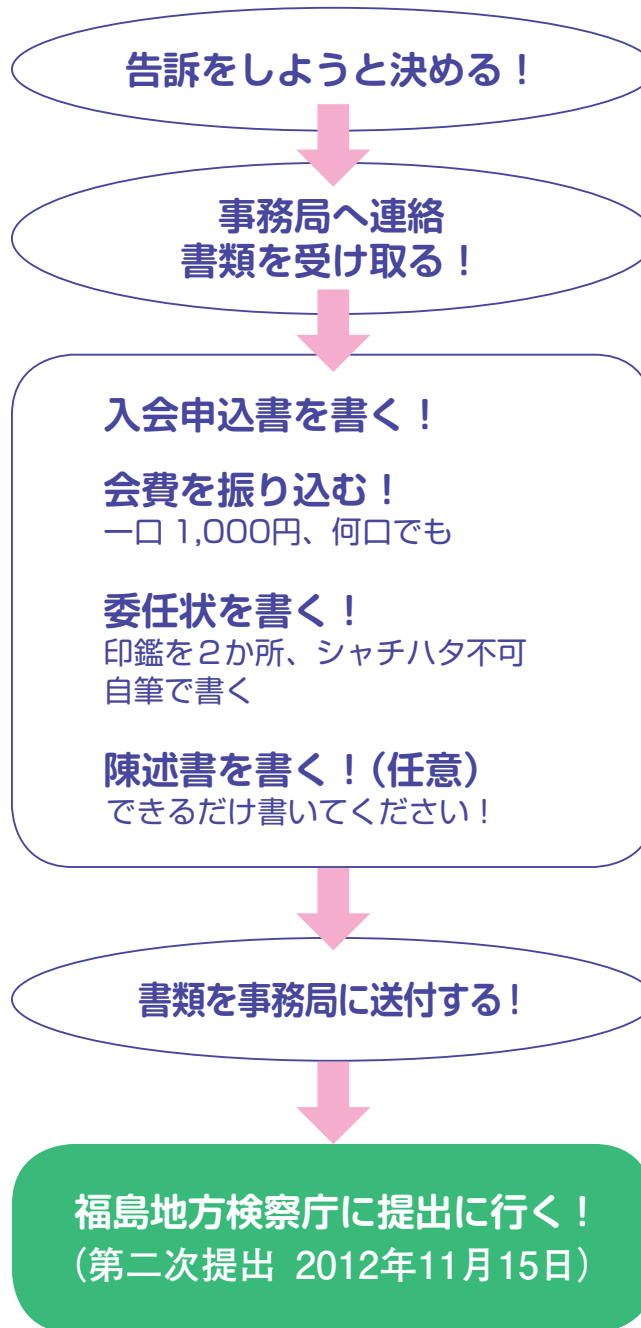 告訴をしようと決める！
事務局へ連絡
書類を受け取る！
入会申込書を書く！
会費を振り込む！
一口 1,000円、何口でも
委任状を書く！
印鑑を２か所、シャチハタ不可
自筆で書く
陳述書を書く！（任意）
できるだけ書いてください！
書類を事務局に送付する！
福島地方検察庁に提出に行く！
（第二次提出 2012年11月15日）